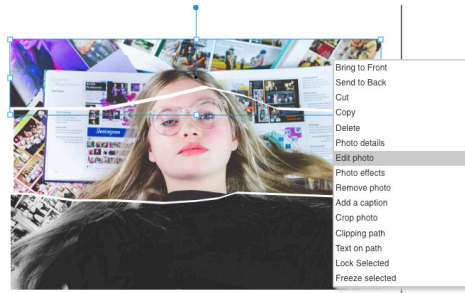 Bring to Front
Send to Back
Cut
Copy
Delete
Photo details
Edit photo
Photo effects
Remove photo
Add a caption
Crop photo
Clipping path
Text on path
Lock Selected
Freeze selected